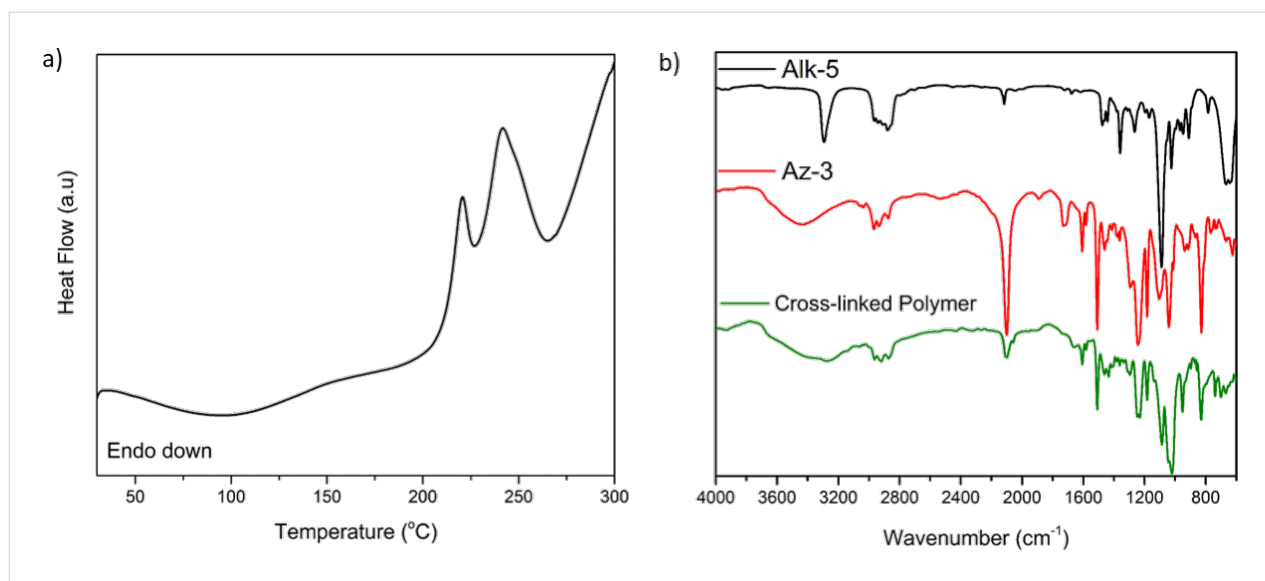 a)
Heat Flow (a.u)
Endo down
50 100 150 200 250 300
Temperature (°C)
b)
Alk-5
Az-3
Cross-linked Polymer
4000 3600 3200 2800 2400 2000 1600 1200 800
Wavenumber (cm⁻¹)